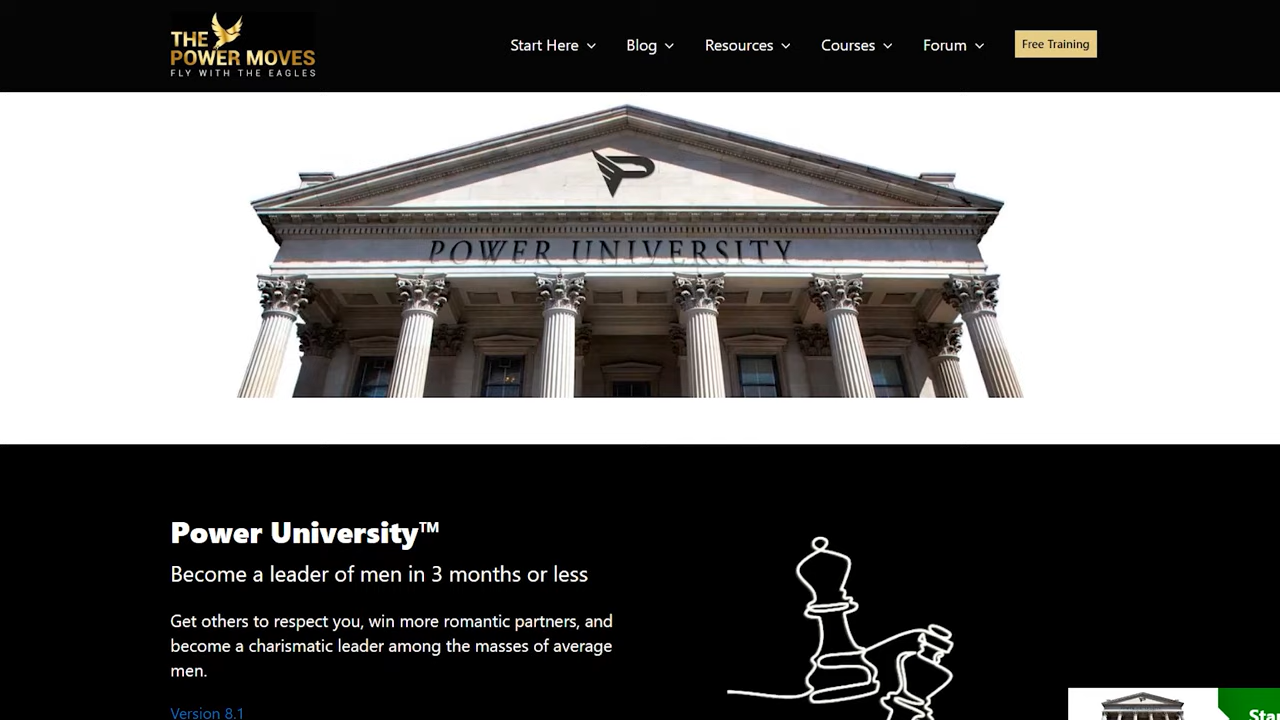 THE
POWER MOVES
FLY WITH THE EAGLES
Start Here
Blog
Resources
Courses
Forum
Free Training
POWER UNIVERSITY
Power University™
Become a leader of men in 3 months or less
Get others to respect you, win more romantic partners, and
become a charismatic leader among the masses of average
men.
Version 8.1